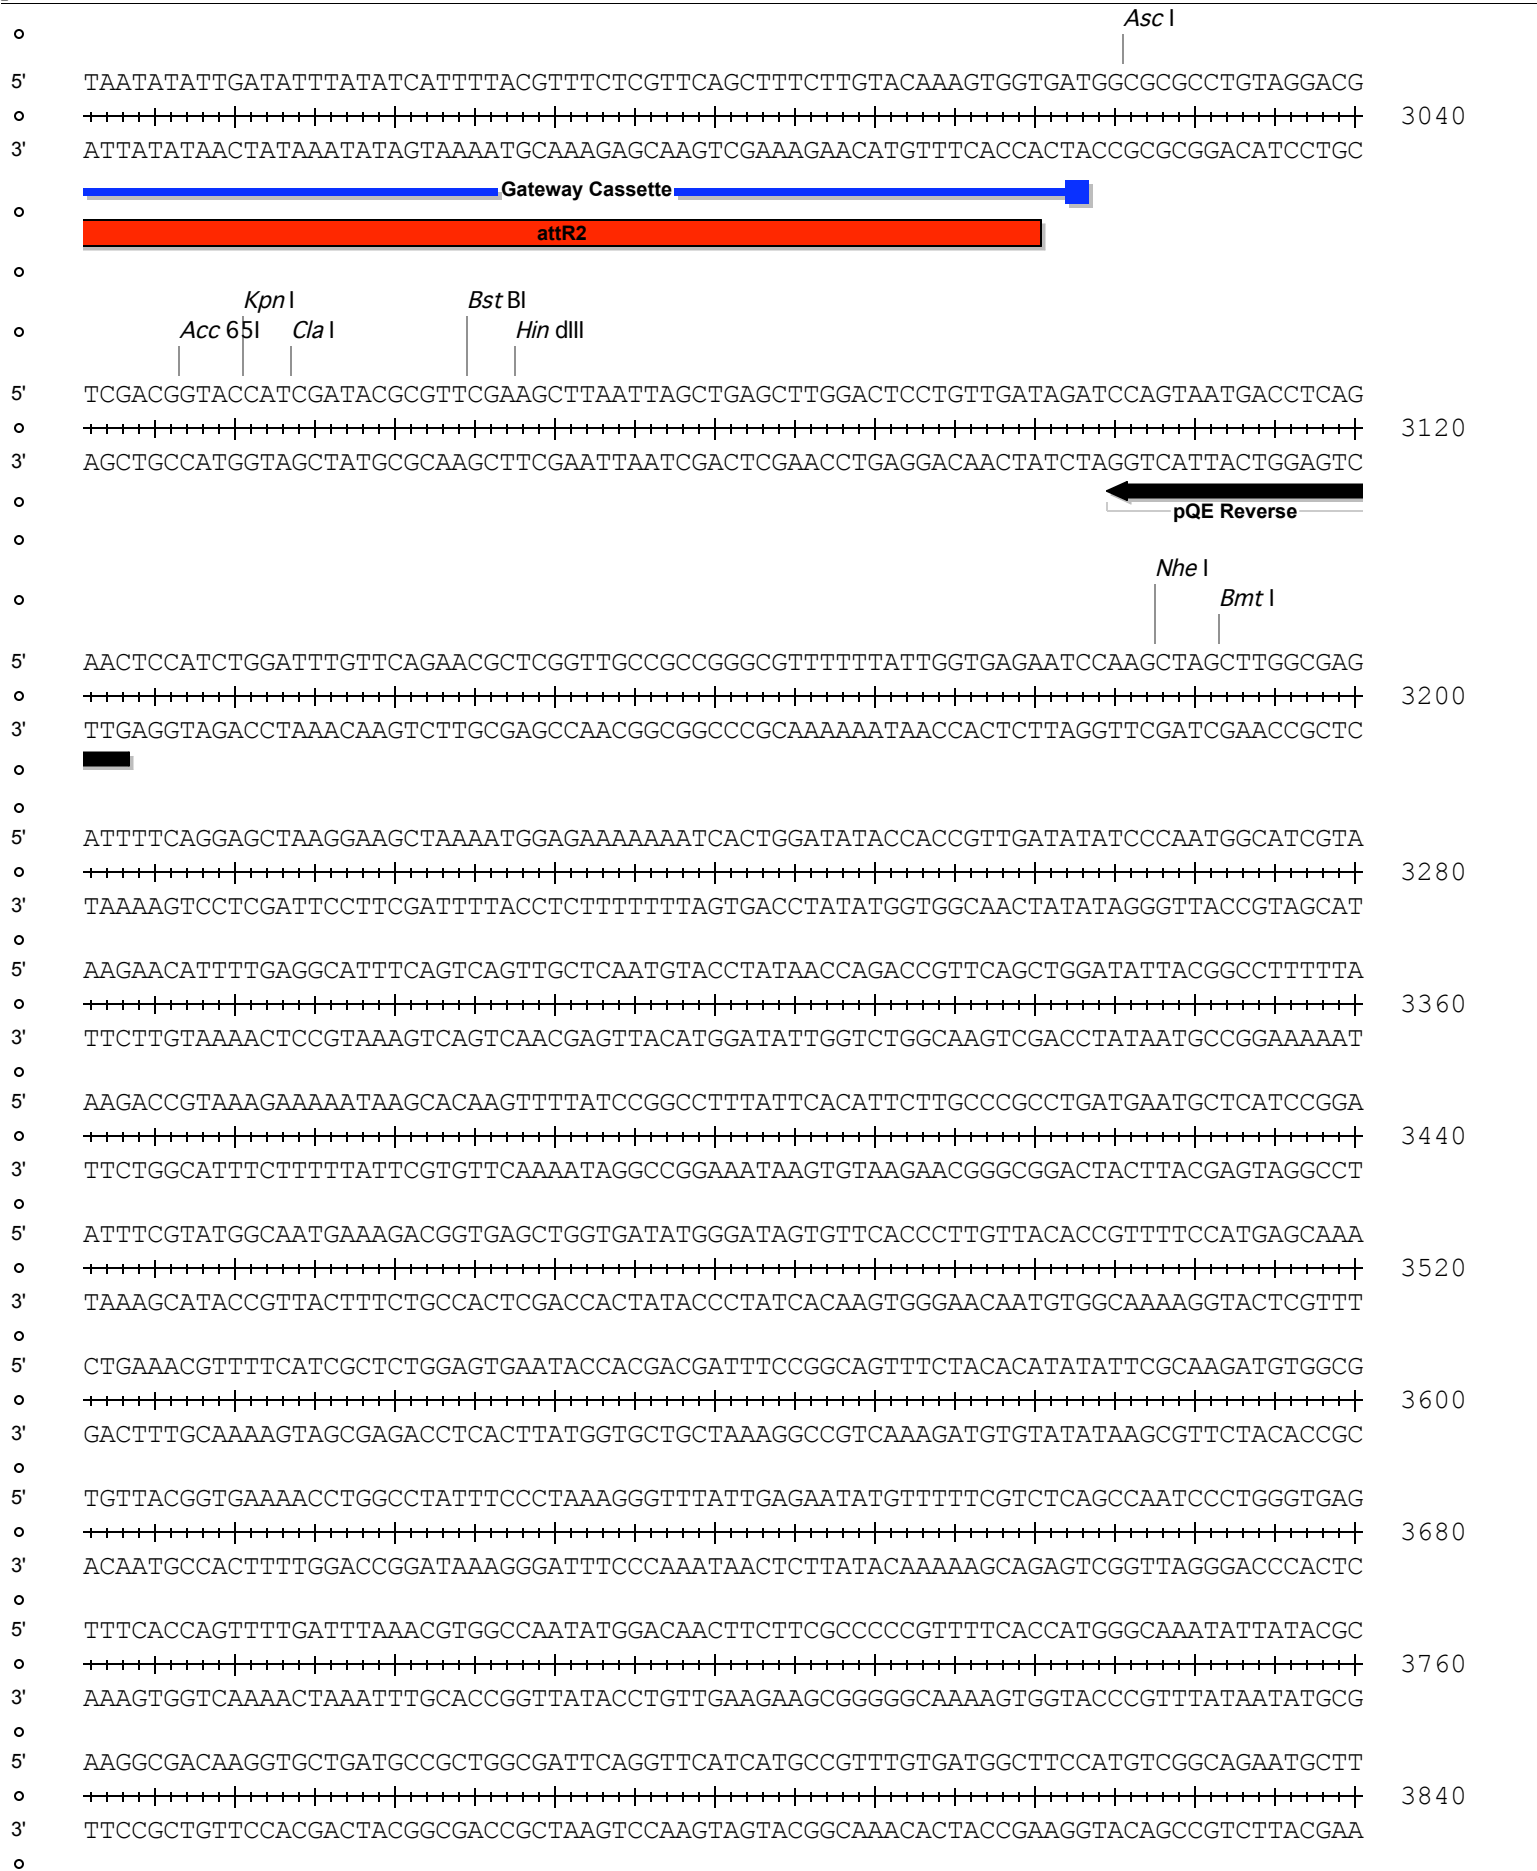 Asc I
5' TAATATATTGATATTTATATCATTTTACGTTTCTCGTTCAGCTTTCTTGTACAAAGTGGTGATGGCGCGCCTGTAGGACG
3040
3' ATTATATAACTATAAATATAGTAAAATGCAAAGAGCAAGTCGAAAGAACATGTTTCACCACTACCGCGCGGACATCCTGC
Gateway Cassette
attR2
Kpn I Bst BI
Acc 65I Cla I Hin dIII
5' TCGACGGTACCATCGATACGCGTTCGAAGCTTAATTAGCTGAGCTTGGACTCCTGTTGATAGATCCAGTAATGACCTCAG
3120
3' AGCTGCCATGGTAGCTATGCGCAAGCTTCGAATTAATCGACTCGAACCTGAGGACAACTATCTAGGTCATTACTGGAGTC
pQE Reverse
Nhe I
Bmt I
5' AACTCCATCTGGATTTGTTCAGAACGCTCGGTTGCCGCCGGGCGTTTTTTATTGGTGAGAATCCAAGCTAGCTTGGCGAG
3200
3' TTGAGGTAGACCTAAACAAGTCTTGCGAGCCAACGGCGGCCCGCAAAAAATAACCACTCTTAGGTTCGATCGAACCGCTC
5' ATTTTCAGGAGCTAAGGAAGCTAAAATGGAGAAAAAAATCACTGGATATACCACCGTTGATATATCCCAATGGCATCGTA
3280
3' TAAAAGTCCTCGATTCCTTCGATTTTACCTCTTTTTTTAGTGACCTATATGGTGGCAACTATATAGGGTTACCGTAGCAT
5' AAGAACATTTTGAGGCATTTCAGTCAGTTGCTCAATGTACCTATAACCAGACCGTTCAGCTGGATATTACGGCCTTTTTA
3360
3' TTCTTGTAAAACTCCGTAAAGTCAGTCAACGAGTTACATGGATATTGGTCTGGCAAGTCGACCTATAATGCCGGAAAAAT
5' AAGACCGTAAAGAAAAATAAGCACAAGTTTTATCCGGCCTTTATTCACATTCTTGCCCGCCTGATGAATGCTCATCCGGA
3440
3' TTCTGGCATTTCTTTTTATTCGTGTTCAAAATAGGCCGGAAATAAGTGTAAGAACGGGCGGACTACTTACGAGTAGGCCT
5' ATTTCGTATGGCAATGAAAGACGGTGAGCTGGTGATATGGGATAGTGTTCACCCTTGTTACACCGTTTTCCATGAGCAAA
3520
3' TAAAGCATACCGTTACTTTCTGCCACTCGACCACTATACCCTATCACAAGTGGGAACAATGTGGCAAAAGGTACTCGTTT
5' CTGAAACGTTTTCATCGCTCTGGAGTGAATACCACGACGATTTCCGGCAGTTTCTACACATATATTCGCAAGATGTGGCG
3600
3' GACTTTGCAAAAGTAGCGAGACCTCACTTATGGTGCTGCTAAAGGCCGTCAAAGATGTGTATATAAGCGTTCTACACCGC
5' TGTTACGGTGAAAACCTGGCCTATTTCCCTAAAGGGTTTATTGAGAATATGTTTTTCGTCTCAGCCAATCCCTGGGTGAG
3680
3' ACAATGCCACTTTTGGACCGGATAAAGGGATTTCCCAAATAACTCTTATACAAAAAGCAGAGTCGGTTAGGGACCCACTC
5' TTTCACCAGTTTTGATTTAAACGTGGCCAATATGGACAACTTCTTCGCCCCCGTTTTCACCATGGGCAAATATTATACGC
3760
3' AAAGTGGTCAAAACTAAATTTGCACCGGTTATACCTGTTGAAGAAGCGGGGGCAAAAGTGGTACCCGTTTATAATATGCG
5' AAGGCGACAAGGTGCTGATGCCGCTGGCGATTCAGGTTCATCATGCCGTTTGTGATGGCTTCCATGTCGGCAGAATGCTT
3840
3' TTCCGCTGTTCCACGACTACGGCGACCGCTAAGTCCAAGTAGTACGGCAAACACTACCGAAGGTACAGCCGTCTTACGAA